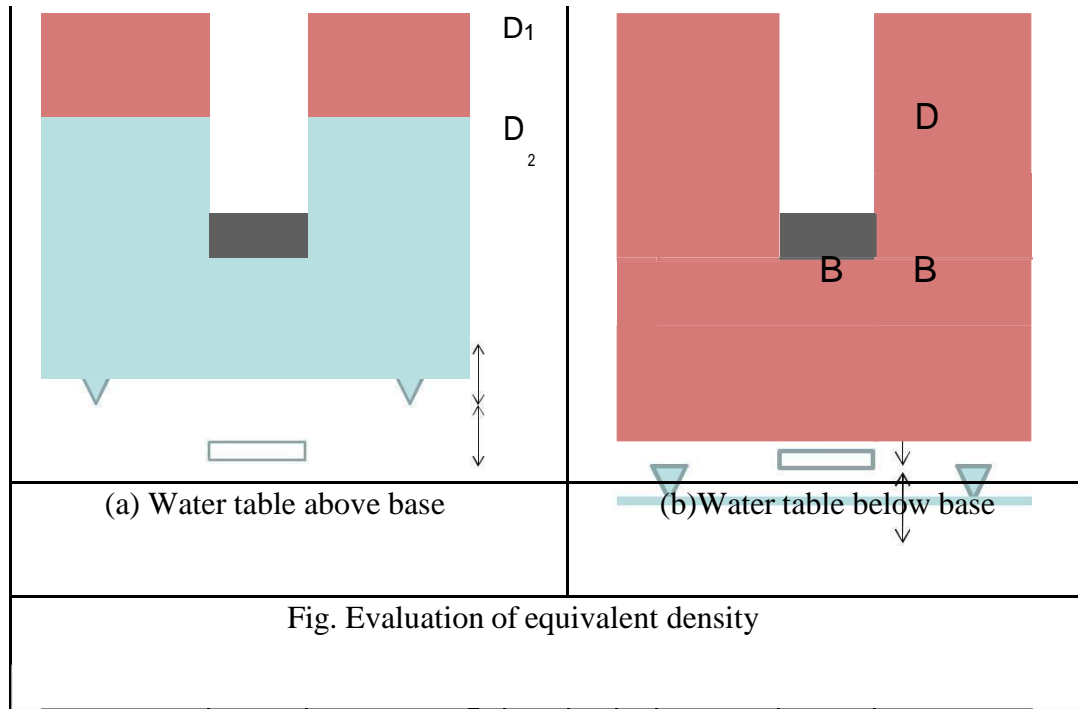 D1
D
2
D
B B
(a) Water table above base
(b)Water table below base
Fig. Evaluation of equivalent density